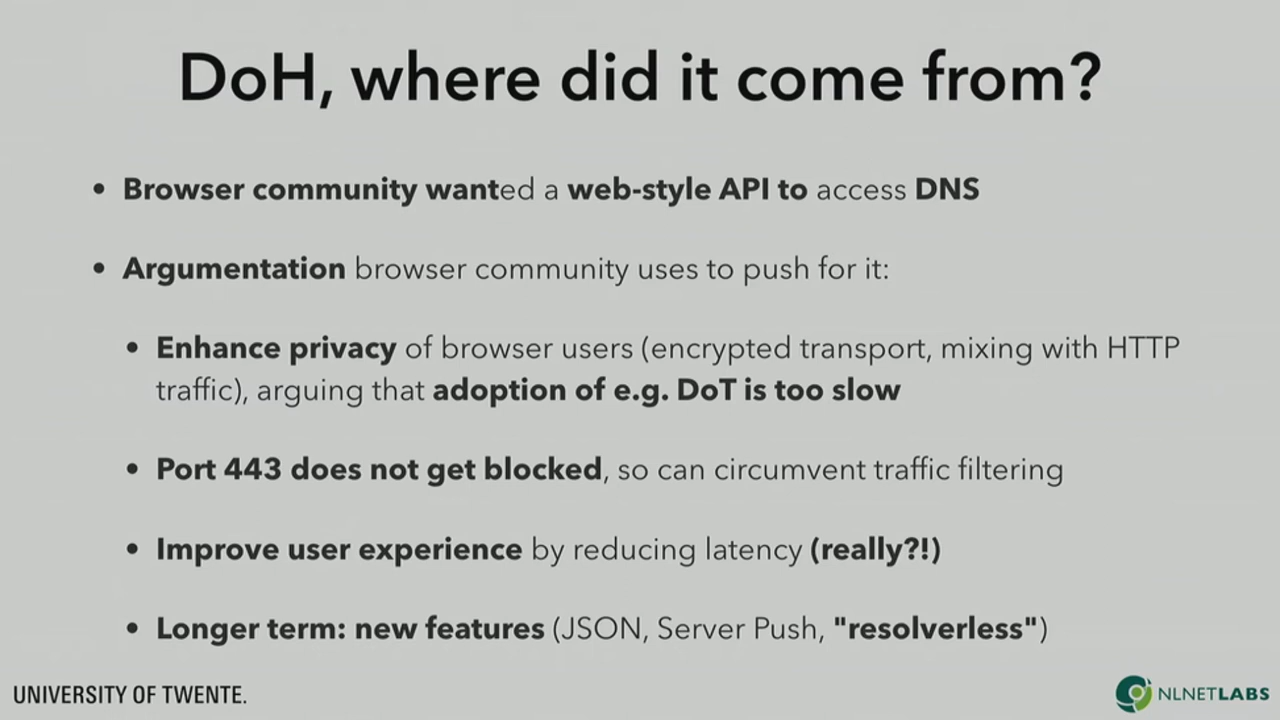 DoH, where did it come from?
• Browser community wanted a web-style API to access DNS
• Argumentation browser community uses to push for it:
• Enhance privacy of browser users (encrypted transport, mixing with HTTP
traffic), arguing that adoption of e.g. DoT is too slow
• Port 443 does not get blocked, so can circumvent traffic filtering
• Improve user experience by reducing latency (really?!)
• Longer term: new features (JSON, Server Push, "resolverless")
UNIVERSITY OF TWENTE.
NLNETLABS